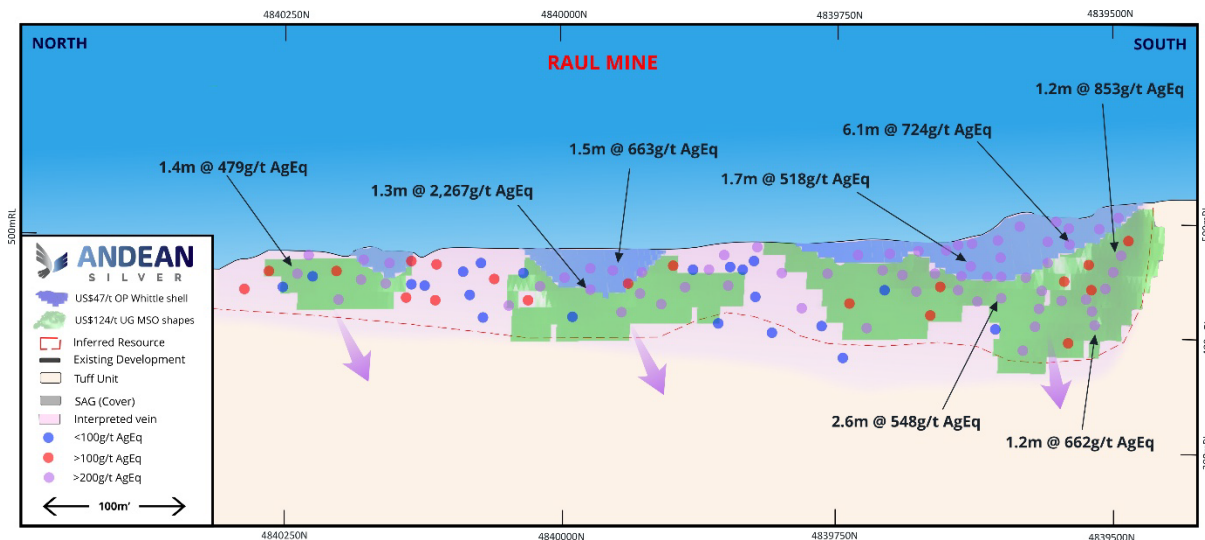 4840250N
4840000N
4839750N
4839500N
NORTH
RAUL MINE
SOUTH
1.2m @ 853g/t AgEq
6.1m @ 724g/t AgEq
1.5m @ 663g/t AgEq
1.4m @ 479g/t AgEq
1.7m @ 518g/t AgEq
1.3m @ 2,267g/t AgEq
500mRL
ANDEAN
SILVER
US$47/t OP Whittle shell
US$124/t UG MSO shapes
Inferred Resource
Existing Development
Tuff Unit
SAG (Cover)
Interpreted vein
<100g/t AgEq
>100g/t AgEq
>200g/t AgEq
100m'
2.6m @ 548g/t AgEq
1.2m @ 662g/t AgEq
4840250N
4840000N
4839750N
4839500N